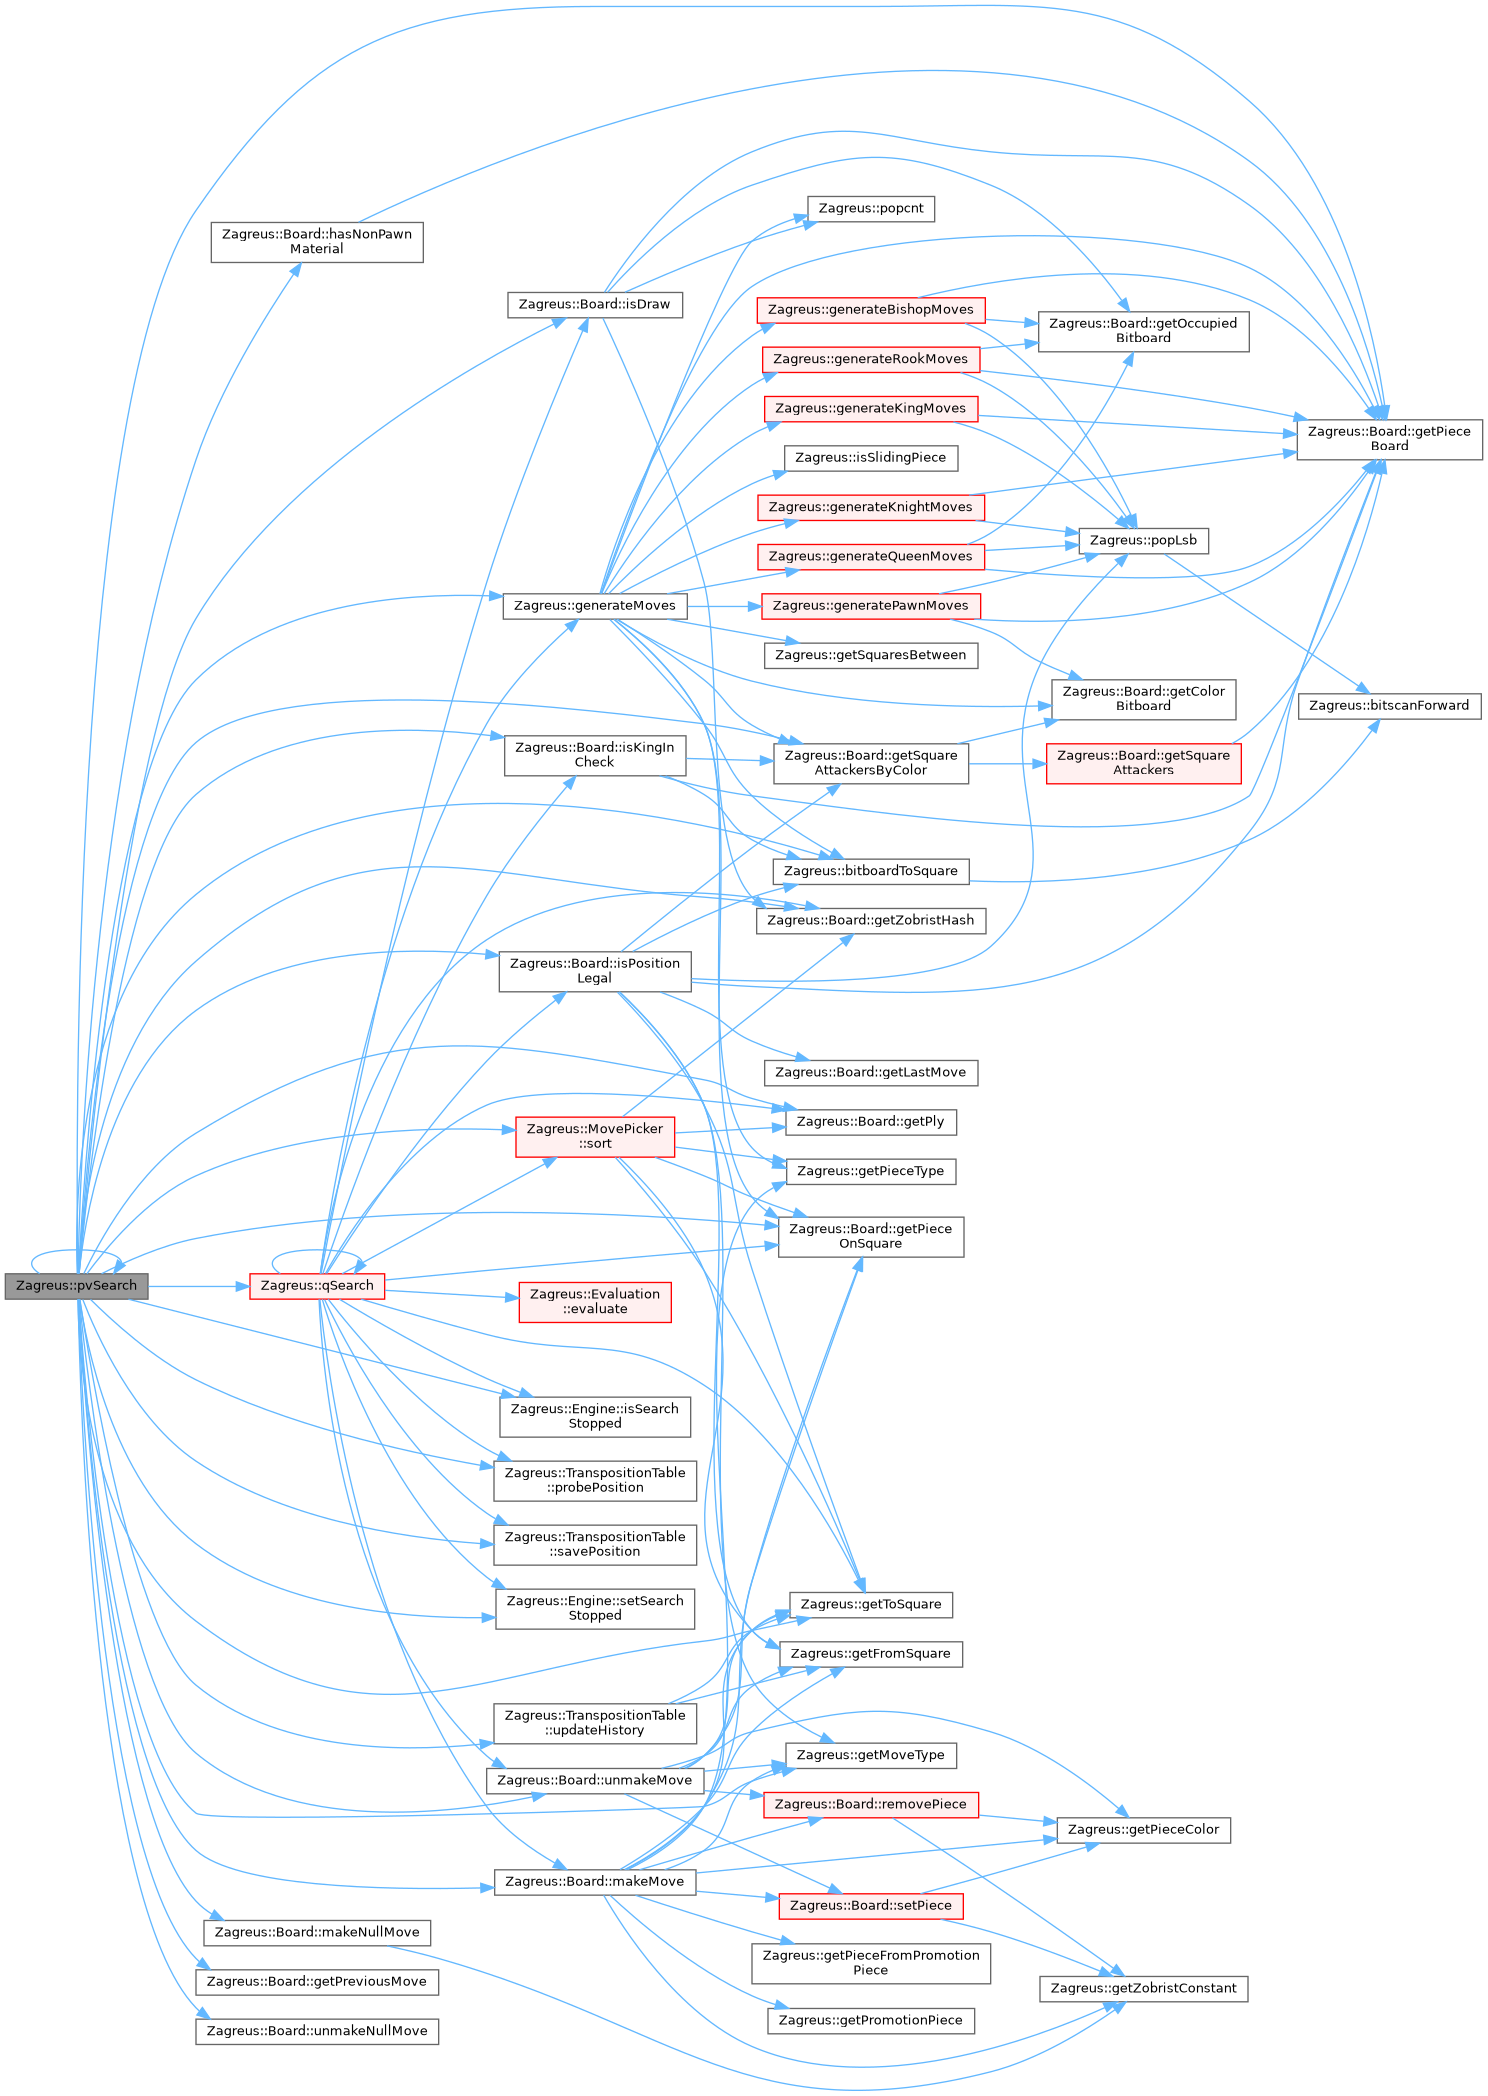 Zagreus::popcnt
Zagreus::Board::hasNonPawn
Material
Zagreus::Board::isDraw
Zagreus::generateBishopMoves
Zagreus::Board::getOccupied
Bitboard
Zagreus::generateRookMoves
Zagreus::generateKingMoves
Zagreus::Board::getPiece
Board
Zagreus::isSlidingPiece
Zagreus::generateKnightMoves
Zagreus::popLsb
Zagreus::generateQueenMoves
Zagreus::generateMoves
Zagreus::generatePawnMoves
Zagreus::getSquaresBetween
Zagreus::Board::getColor
Bitboard
Zagreus::bitscanForward
Zagreus::Board::isKingIn
Check
Zagreus::Board::getSquare
AttackersByColor
Zagreus::Board::getSquare
Attackers
Zagreus::bitboardToSquare
Zagreus::Board::getZobristHash
Zagreus::Board::isPosition
Legal
Zagreus::Board::getLastMove
Zagreus::Board::getPly
Zagreus::MovePicker
::sort
Zagreus::getPieceType
Zagreus::Board::getPiece
OnSquare
Zagreus::pvSearch
Zagreus::qSearch
Zagreus::Evaluation
::evaluate
Zagreus::Engine::isSearch
Stopped
Zagreus::TranspositionTable
::probePosition
Zagreus::TranspositionTable
::savePosition
Zagreus::Engine::setSearch
Stopped
Zagreus::getToSquare
Zagreus::getFromSquare
Zagreus::TranspositionTable
::updateHistory
Zagreus::getMoveType
Zagreus::Board::unmakeMove
Zagreus::Board::removePiece
Zagreus::getPieceColor
Zagreus::Board::makeMove
Zagreus::Board::setPiece
Zagreus::Board::makeNullMove
Zagreus::getPieceFromPromotion
Piece
Zagreus::Board::getPreviousMove
Zagreus::getZobristConstant
Zagreus::getPromotionPiece
Zagreus::Board::unmakeNullMove